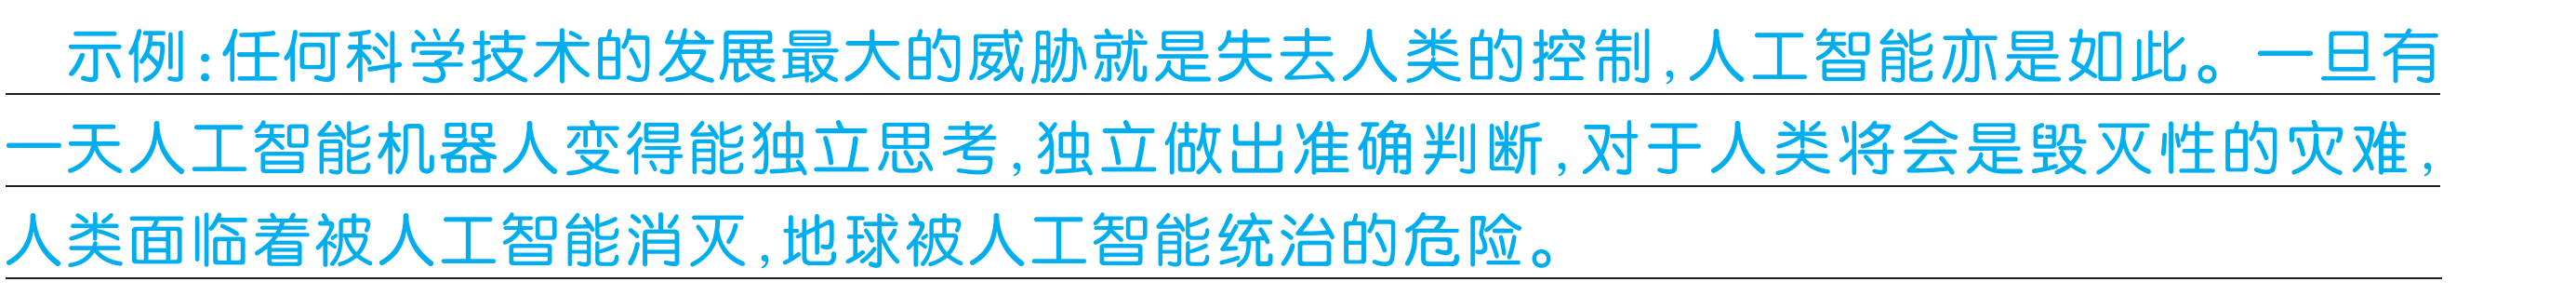 示例:任何科学技术的发展最大的威胁就是失去人类的控制,人工智能亦是如此。一旦有
一天人工智能机器人变得能独立思考,独立做出准确判断,对于人类将会是毁灭性的灾难,
人类面临着被人工智能消灭,地球被人工智能统治的危险。